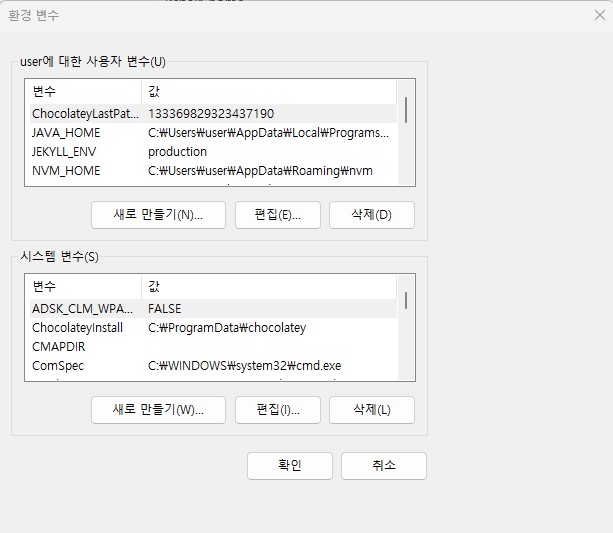 환경 변수
user에 대한 사용자 변수(U)
변수 값
ChocolateyLastPat... 133369829323437190
JAVA_HOME C:₩Users₩user₩AppData₩Local₩Programs...
JEKYLL_ENV production
NVM_HOME C:₩Users₩user₩AppData₩Roaming₩nvm
새로 만들기(N)... 편집(E)... 삭제(D)
시스템 변수(S)
변수 값
ADSK_CLM_WPA... FALSE
ChocolateyInstall C:₩ProgramData₩chocolatey
CMAPDIR
ComSpec C:₩WINDOWS₩system32₩cmd.exe
새로 만들기(W)... 편집(I)... 삭제(L)
확인 취소